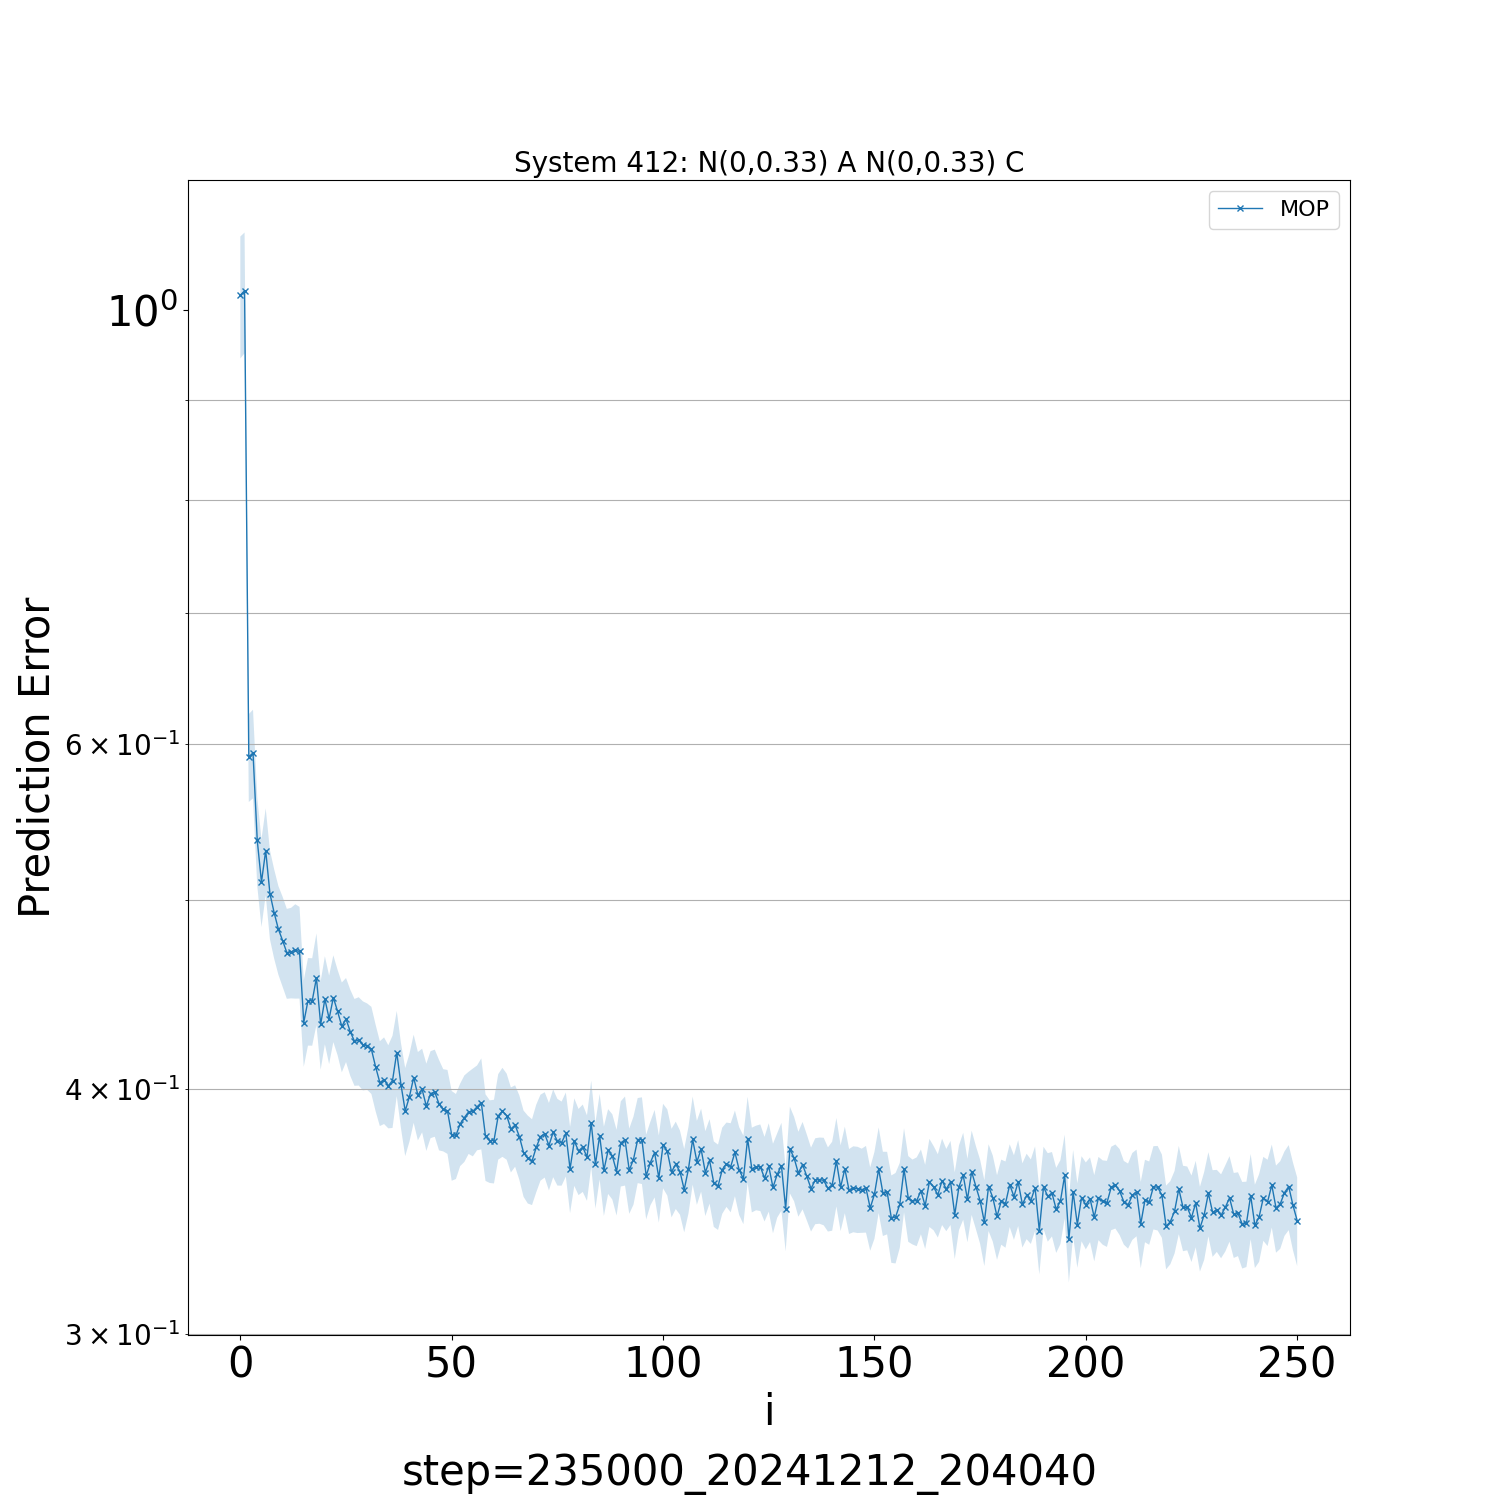 System 412: N(0,0.33) A N(0,0.33) C
MOP
10⁰
6 × 10⁻¹
4 × 10⁻¹
3 × 10⁻¹
Prediction Error
0 50 100 150 200 250
i
step=235000_20241212_204040